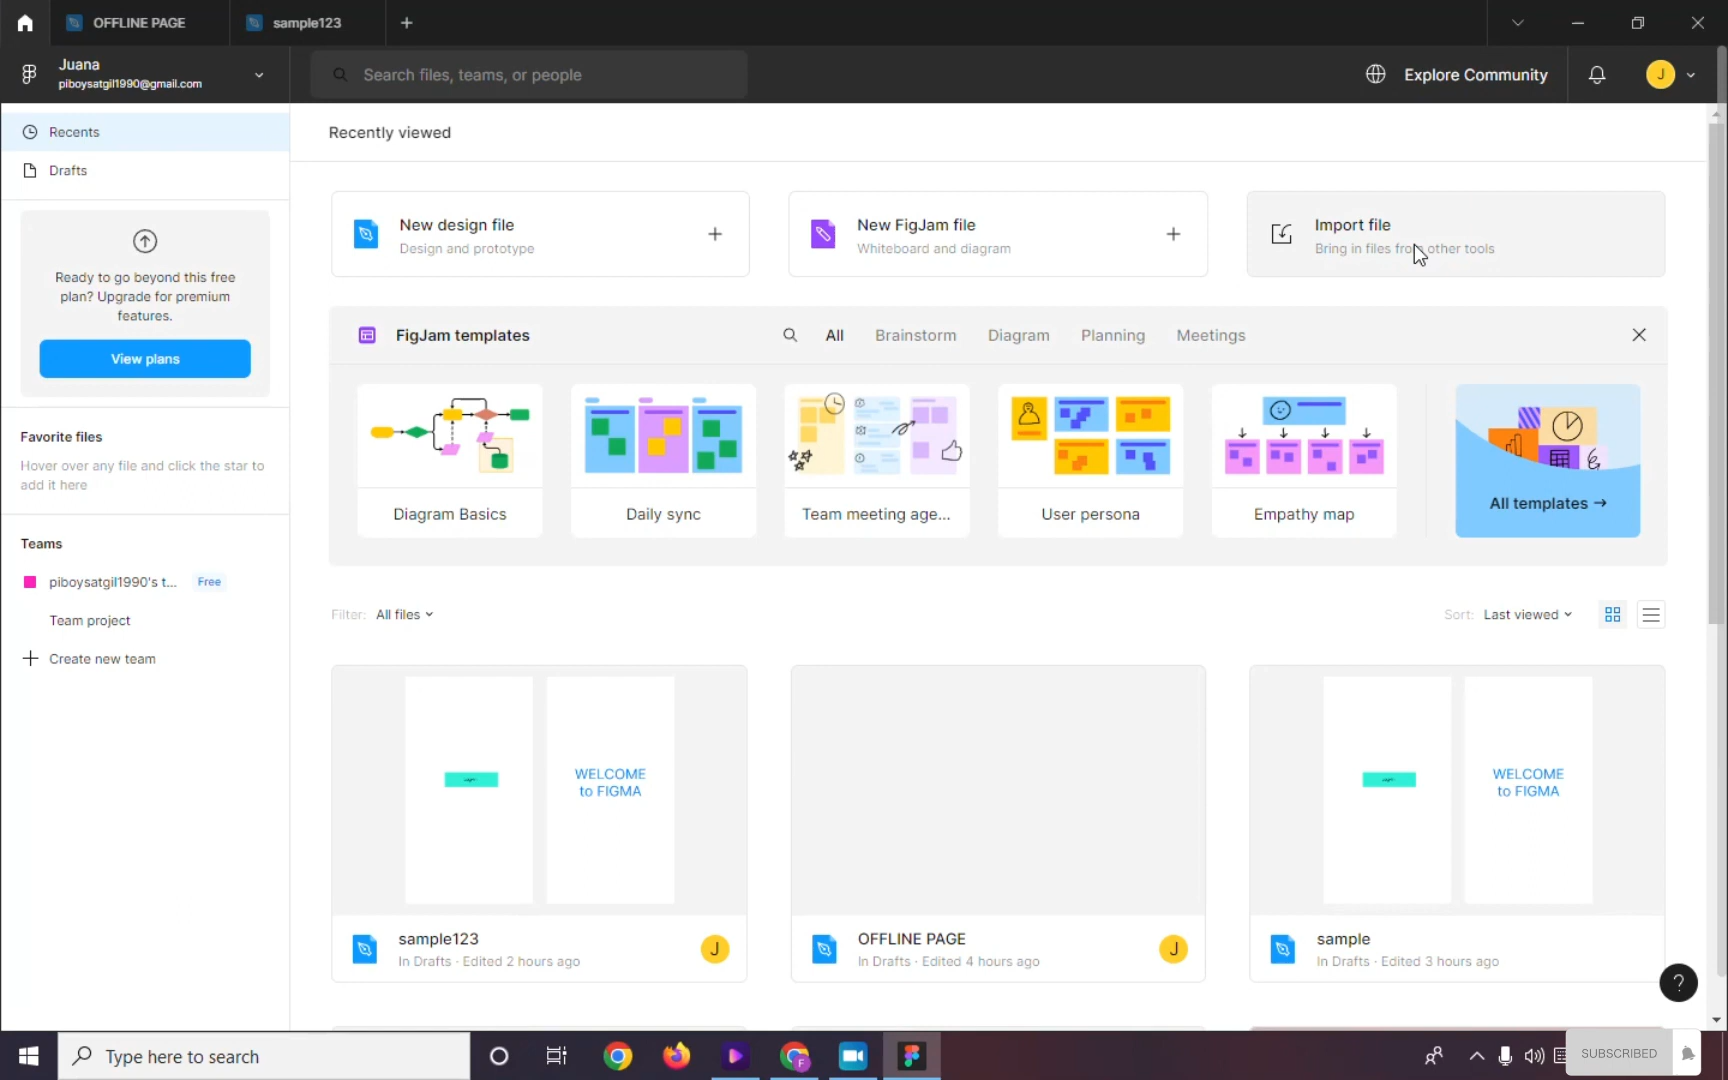 OFFLINE PAGE
sample123
Juana
piboysatgil1990@gmail.com
Search files, teams, or people
Explore Community
J
Recents
Drafts
Recently viewed
Ready to go beyond this free
plan? Upgrade for premium
features.
View plans
New design file
Design and prototype
New FigJam file
Whiteboard and diagram
Import file
Bring in files from other tools
FigJam templates
All
Brainstorm
Diagram
Planning
Meetings
Diagram Basics
Daily sync
Team meeting age...
User persona
Empathy map
All templates →
Favorite files
Hover over any file and click the star to
add it here
Teams
piboysatgil1990's t...
Free
Team project
Create new team
Filter: All files
Sort: Last viewed
WELCOME
to FIGMA
WELCOME
to FIGMA
sample123
In Drafts · Edited 2 hours ago
J
OFFLINE PAGE
In Drafts · Edited 4 hours ago
J
sample
In Drafts · Edited 3 hours ago
?
Type here to search
F
SUBSCRIBED